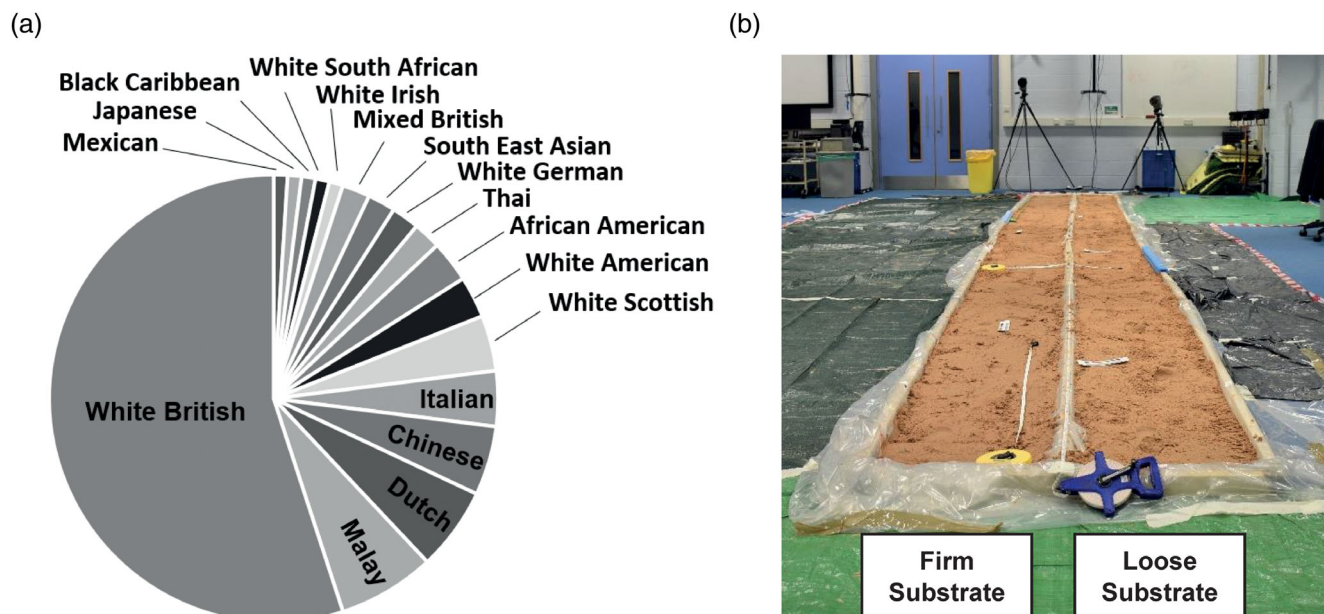 (a)
White South African
Black Caribbean
White Irish
Japanese
Mixed British
Mexican
South East Asian
White German
Thai
African American
White American
White Scottish
Italian
White British
Chinese
Dutch
Malay
(b)
Firm
Substrate
Loose
Substrate